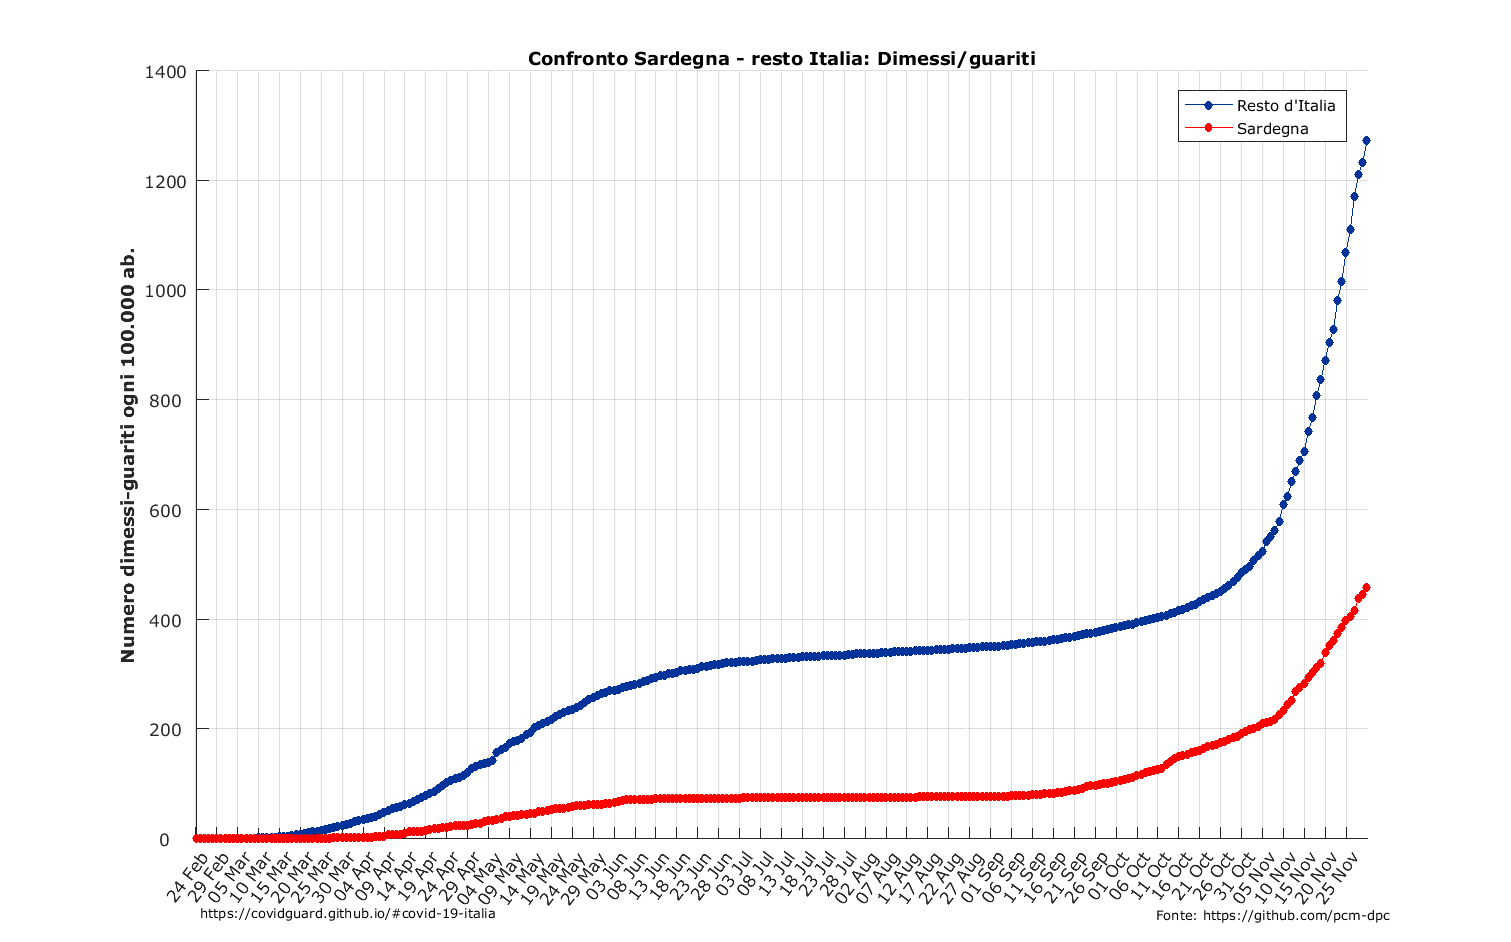 Confronto Sardegna - resto Italia: Dimessi/guariti
Resto d'Italia
Sardegna
Numero dimessi-guariti ogni 100.000 ab.
1400
1200
1000
800
600
400
200
0
24 Feb
29 Feb
05 Mar
10 Mar
15 Mar
20 Mar
25 Mar
30 Mar
04 Apr
09 Apr
14 Apr
19 Apr
24 Apr
29 Apr
04 May
09 May
14 May
19 May
24 May
29 May
03 Jun
08 Jun
13 Jun
18 Jun
23 Jun
28 Jun
03 Jul
08 Jul
13 Jul
18 Jul
23 Jul
28 Jul
02 Aug
07 Aug
12 Aug
17 Aug
22 Aug
27 Aug
01 Sep
06 Sep
11 Sep
16 Sep
21 Sep
26 Sep
01 Oct
06 Oct
11 Oct
16 Oct
21 Oct
26 Oct
31 Oct
05 Nov
10 Nov
15 Nov
20 Nov
25 Nov
https://covidguard.github.io/#covid-19-italia
Fonte: https://github.com/pcm-dpc